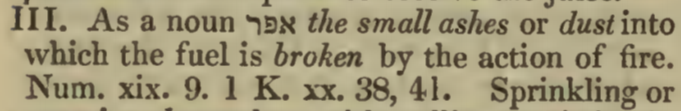 III. As a noun אפר the small ashes or dust into
which the fuel is broken by the action of fire.
Num. xix. 9. 1 K. xx. 38, 41. Sprinkling or